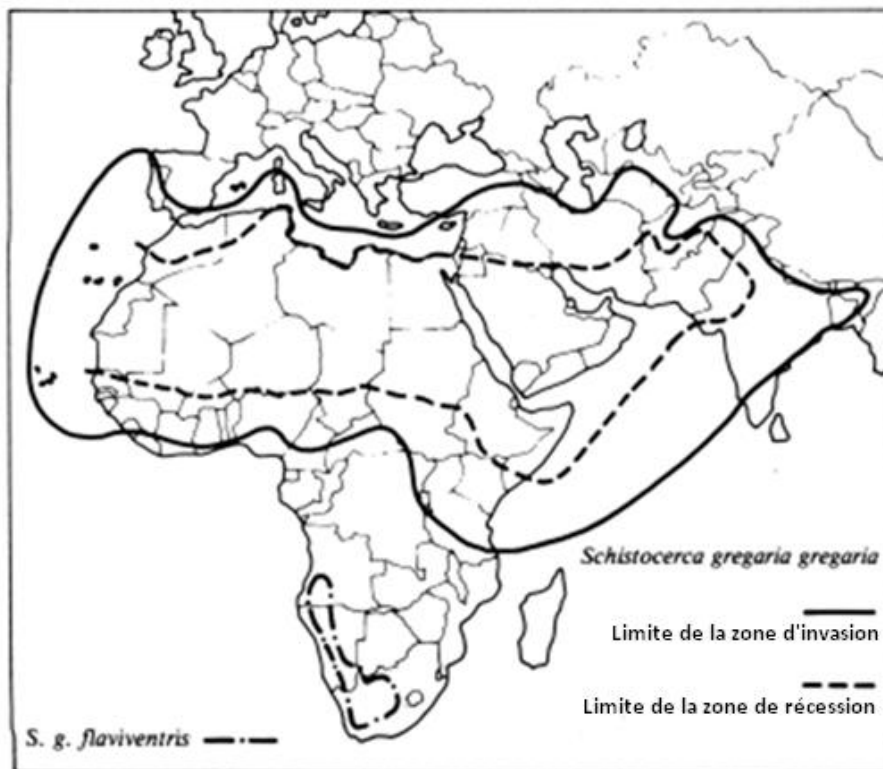 Schistocerca gregaria gregaria
Limite de la zone d'invasion
Limite de la zone de récession
S. g. flaviventris